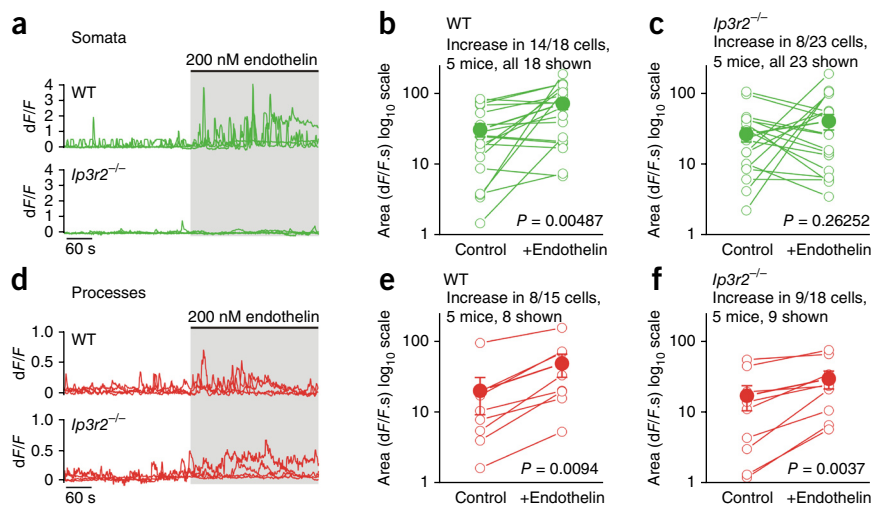 a
Somata
200 nM endothelin
WT
dF/F
4
3
2
1
0
Ip3r2–/–
dF/F
4
2
0
60 s
b
WT
Increase in 14/18 cells,
5 mice, all 18 shown
Area (dF/F.s) log10 scale
100
10
1
P = 0.00487
Control +Endothelin
c
Ip3r2–/–
Increase in 8/23 cells,
5 mice, all 23 shown
Area (dF/F.s) log10 scale
100
10
1
P = 0.26252
Control +Endothelin
d
Processes
200 nM endothelin
WT
dF/F
1.0
0.5
0
Ip3r2–/–
dF/F
1.0
0.5
0
60 s
e
WT
Increase in 8/15 cells,
5 mice, 8 shown
Area (dF/F.s) log10 scale
100
10
1
P = 0.0094
Control +Endothelin
f
Ip3r2–/–
Increase in 9/18 cells,
5 mice, 9 shown
Area (dF/F.s) log10 scale
100
10
1
P = 0.0037
Control +Endothelin